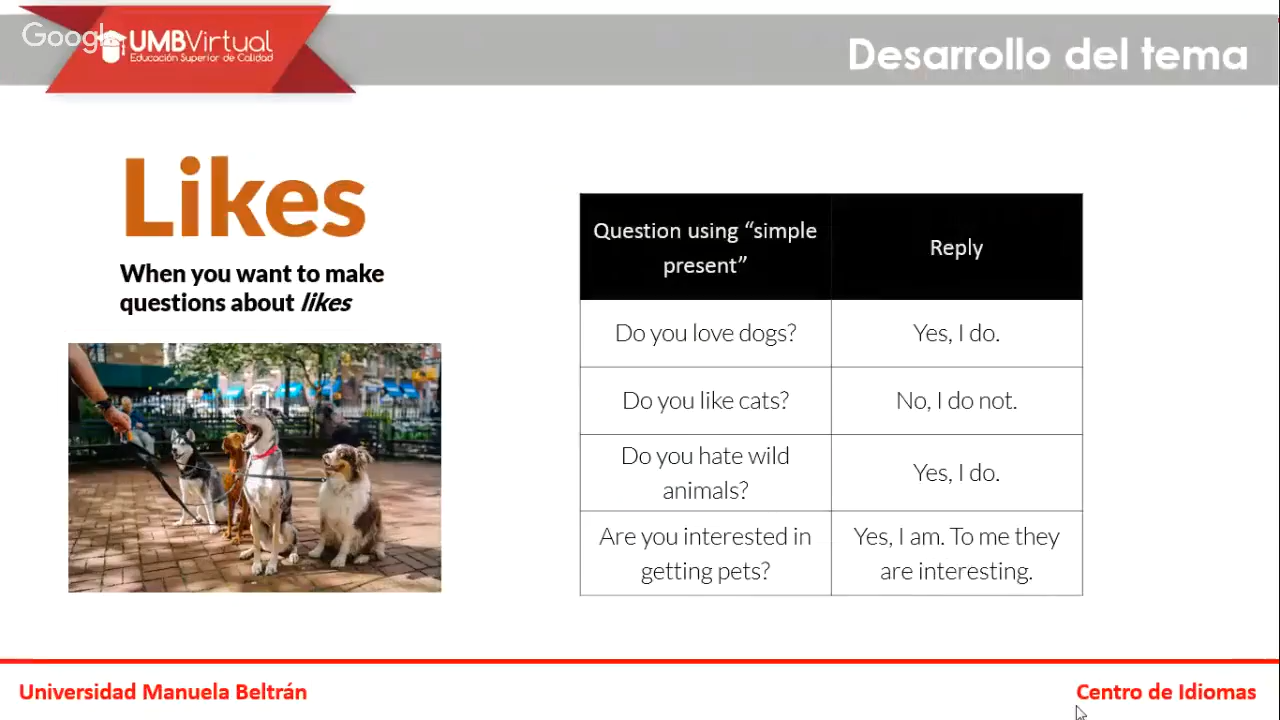 Google
UMBVirtual
Educación Superior de Calidad
Desarrollo del tema
Likes
When you want to make
questions about likes
Question using “simple
present”
Reply
Do you love dogs?
Yes, I do.
Do you like cats?
No, I do not.
Do you hate wild
animals?
Yes, I do.
Are you interested in
getting pets?
Yes, I am. To me they
are interesting.
Universidad Manuela Beltrán
Centro de Idiomas